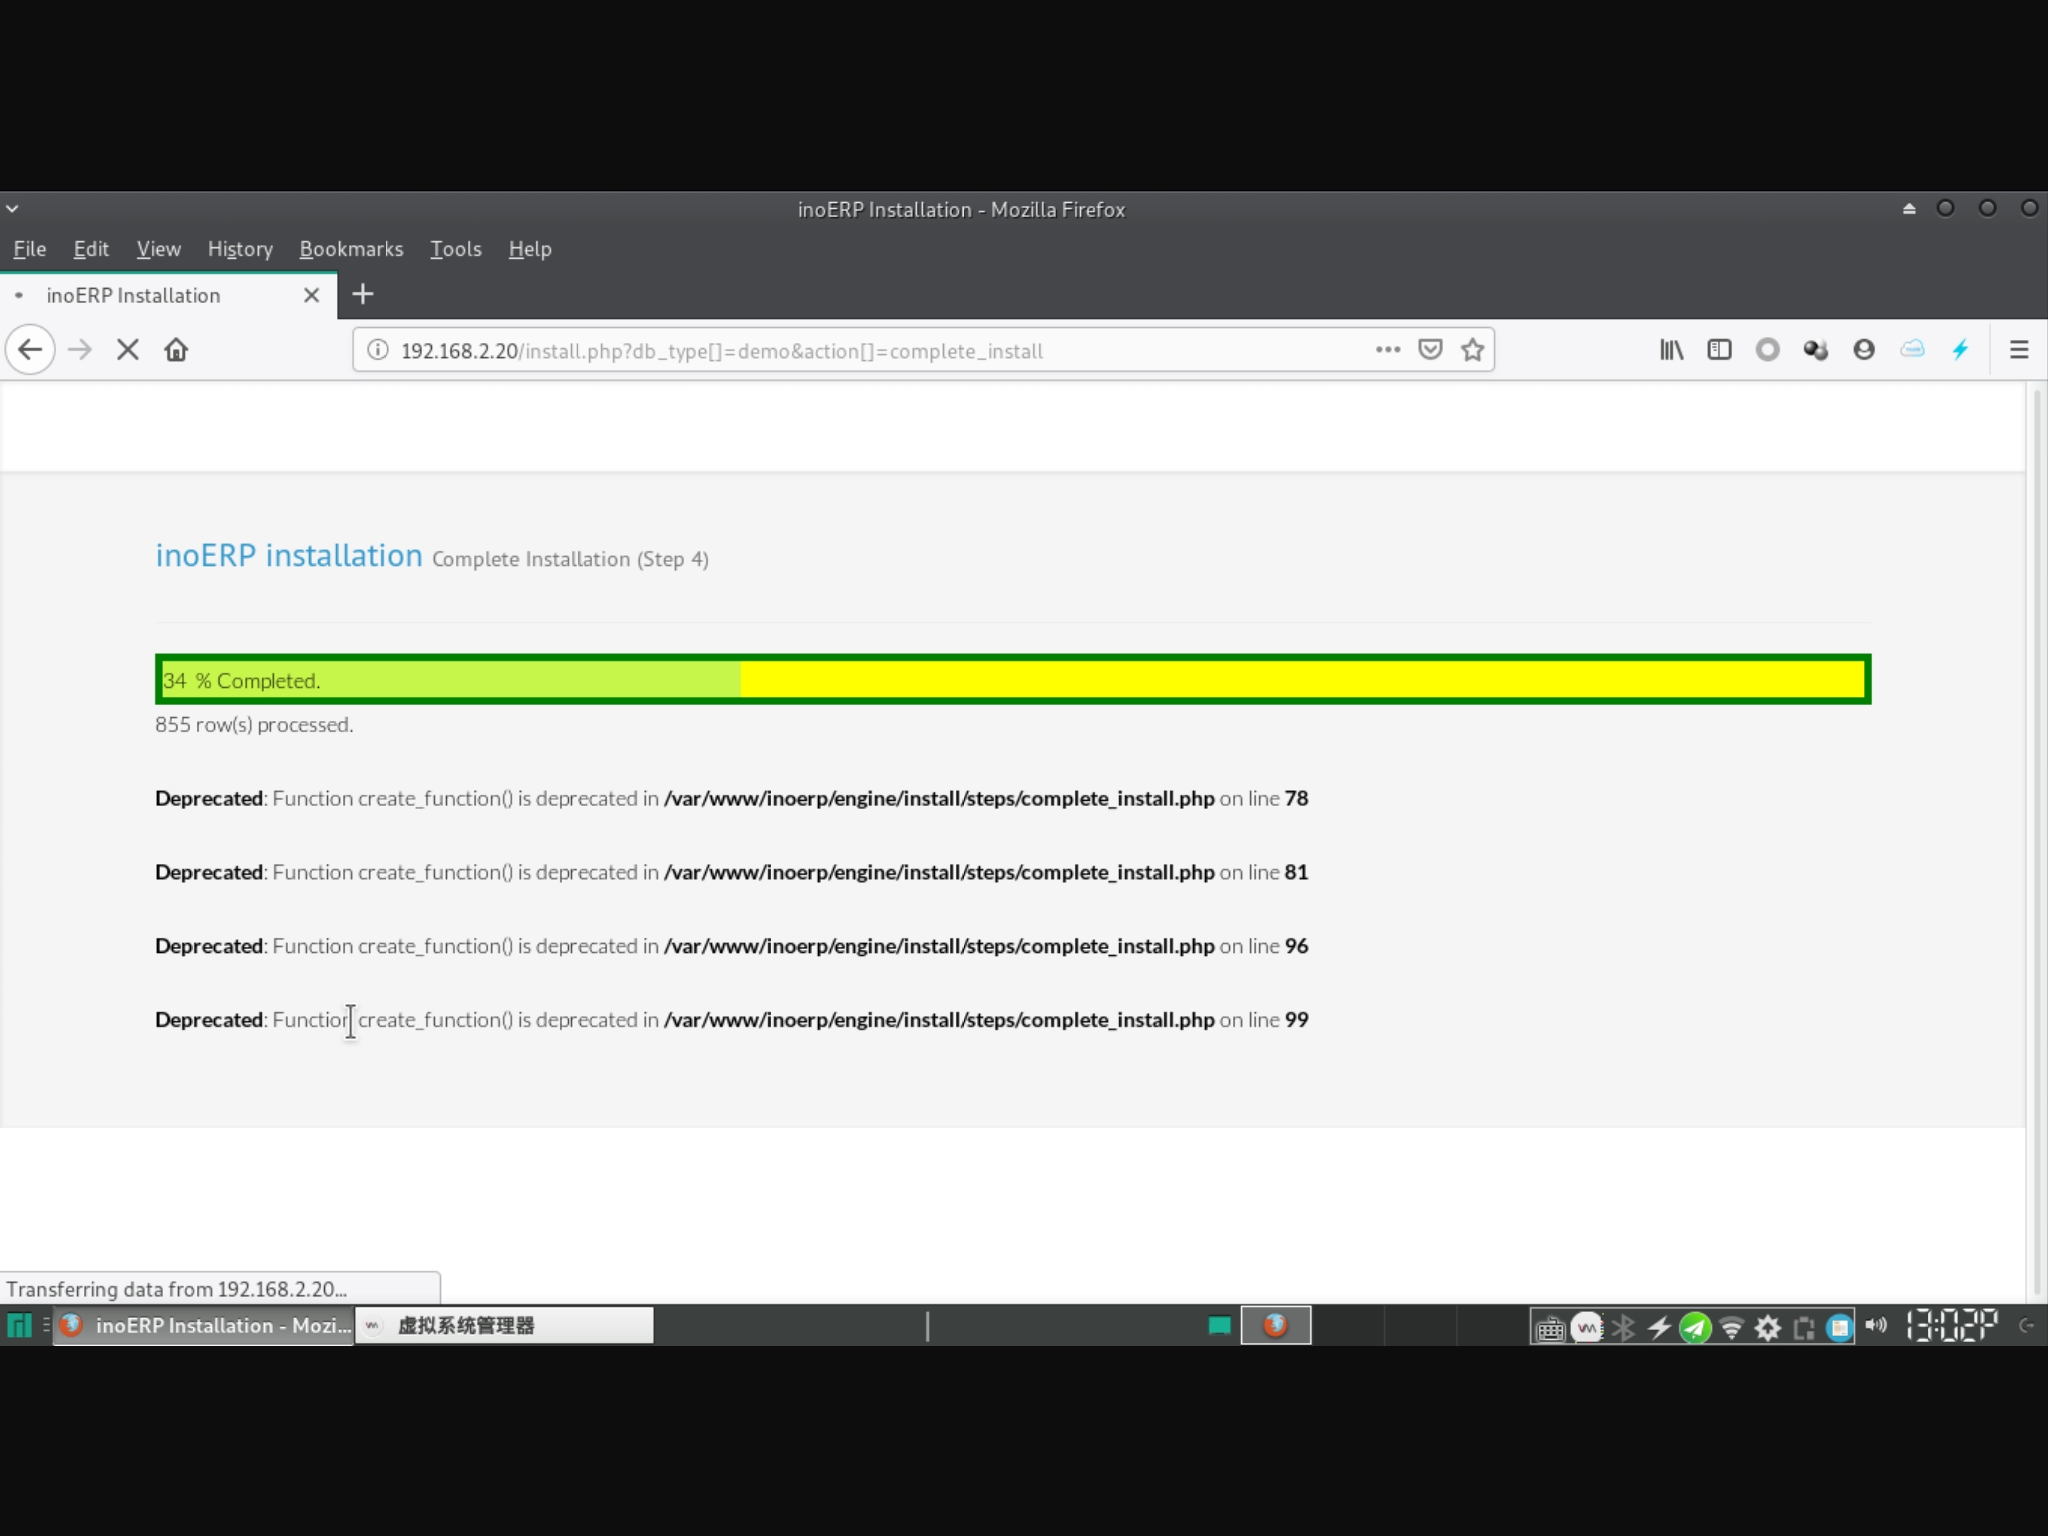 inoERP Installation - Mozilla Firefox
File Edit View History Bookmarks Tools Help
inoERP Installation
192.168.2.20/install.php?db_type[]=demo&action[]=complete_install
inoERP installation Complete Installation (Step 4)
34 % Completed.
855 row(s) processed.
Deprecated: Function create_function() is deprecated in /var/www/inoerp/engine/install/steps/complete_install.php on line 78
Deprecated: Function create_function() is deprecated in /var/www/inoerp/engine/install/steps/complete_install.php on line 81
Deprecated: Function create_function() is deprecated in /var/www/inoerp/engine/install/steps/complete_install.php on line 96
Deprecated: Function create_function() is deprecated in /var/www/inoerp/engine/install/steps/complete_install.php on line 99
Transferring data from 192.168.2.20...
inoERP Installation - Mozi... 虚拟系统管理器 13:02P